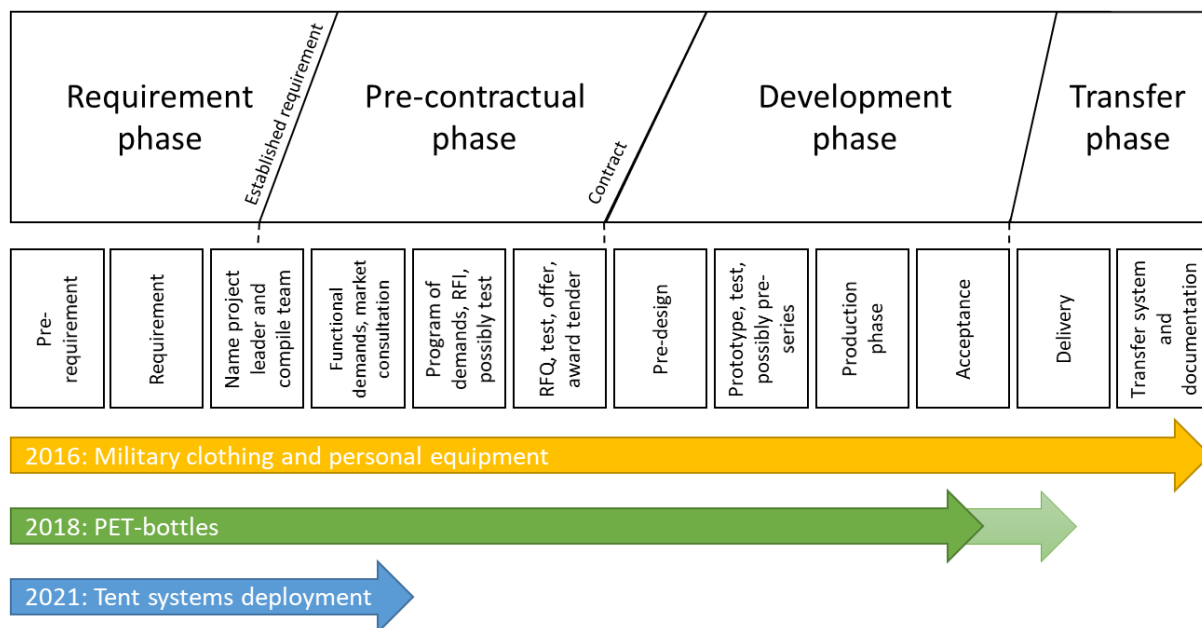 Requirement
phase
Established requirement
Pre-contractual
phase
Contract
Development
phase
Transfer
phase
Pre-
requirement
Requirement
Name project
leader and
compile team
Functional
demands, market
consultation
Program of
demands, RFI,
possibly test
RFQ, test, offer,
award tender
Pre-design
Prototype, test,
possibly pre-
series
Production
phase
Acceptance
Delivery
Transfer system
and
documentation
2016: Military clothing and personal equipment
2018: PET-bottles
2021: Tent systems deployment